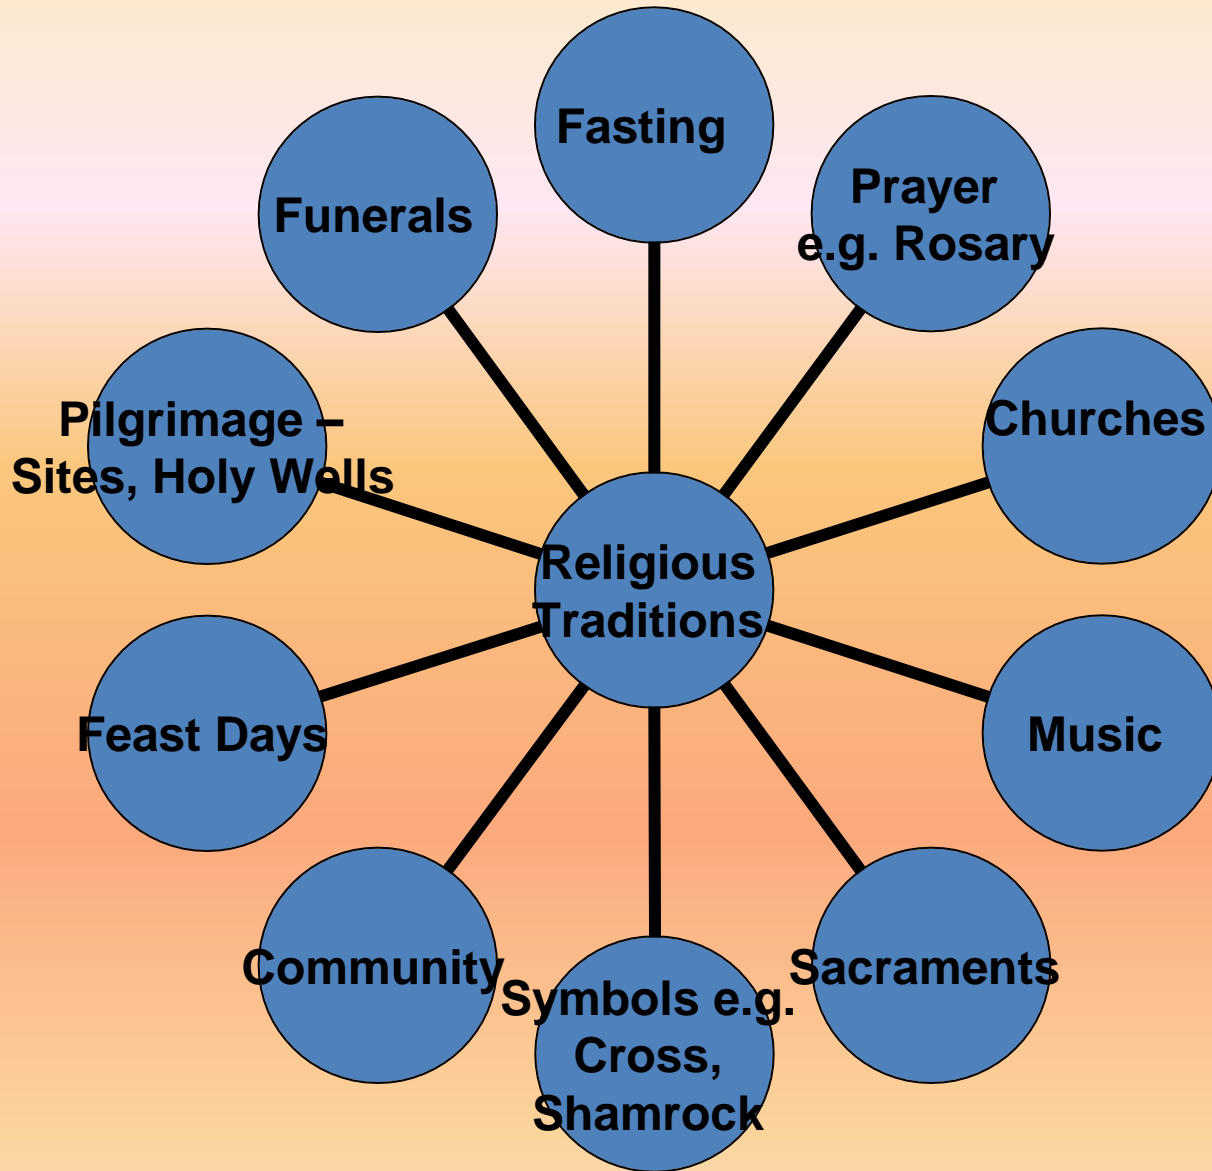 Fasting
Prayer
e.g. Rosary
Funerals
Churches
Pilgrimage –
Sites, Holy Wells
Religious
Traditions
Feast Days
Music
Community
Sacraments
Symbols e.g.
Cross,
Shamrock